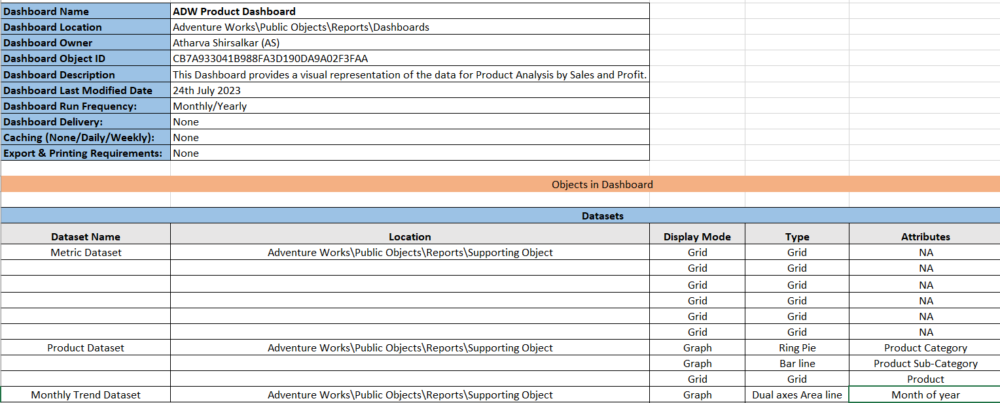 Dashboard Name ADW Product Dashboard
Dashboard Location Adventure Works\Public Objects\Reports\Dashboards
Dashboard Owner Atharva Shirsalkar (AS)
Dashboard Object ID CB7A933041B988FA3D190DA9A02F3FAA
Dashboard Description This Dashboard provides a visual representation of the data for Product Analysis by Sales and Profit.
Dashboard Last Modified Date 24th July 2023
Dashboard Run Frequency: Monthly/Yearly
Dashboard Delivery: None
Caching (None/Daily/Weekly): None
Export & Printing Requirements: None
Objects in Dashboard
Datasets
Dataset Name Location Display Mode Type Attributes
Metric Dataset Adventure Works\Public Objects\Reports\Supporting Object Grid Grid NA
Grid Grid NA
Grid Grid NA
Grid Grid NA
Grid Grid NA
Grid Grid NA
Product Dataset Adventure Works\Public Objects\Reports\Supporting Object Graph Ring Pie Product Category
Graph Bar line Product Sub-Category
Grid Grid Product
Monthly Trend Dataset Adventure Works\Public Objects\Reports\Supporting Object Graph Dual axes Area line Month of year